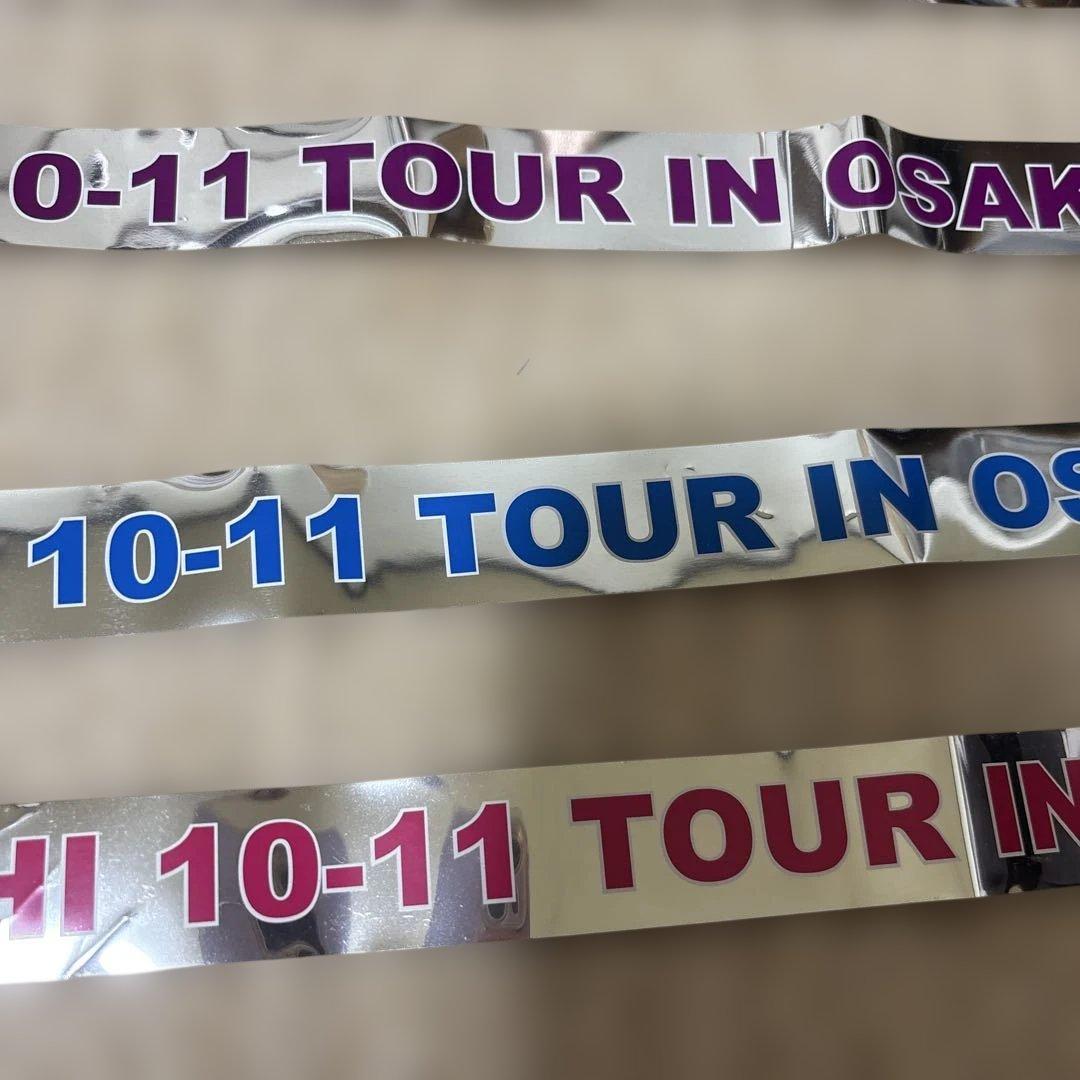 0-11 TOUR IN OSAK
10-11 TOUR IN OS
HI 10-11 TOUR IN